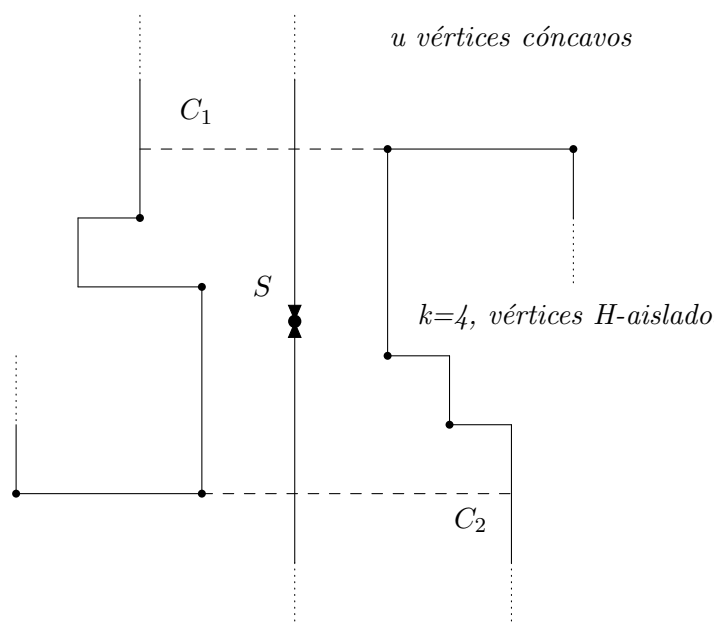 u vértices cóncavos
C₁
S
k=4, vértices H-aislado
C₂